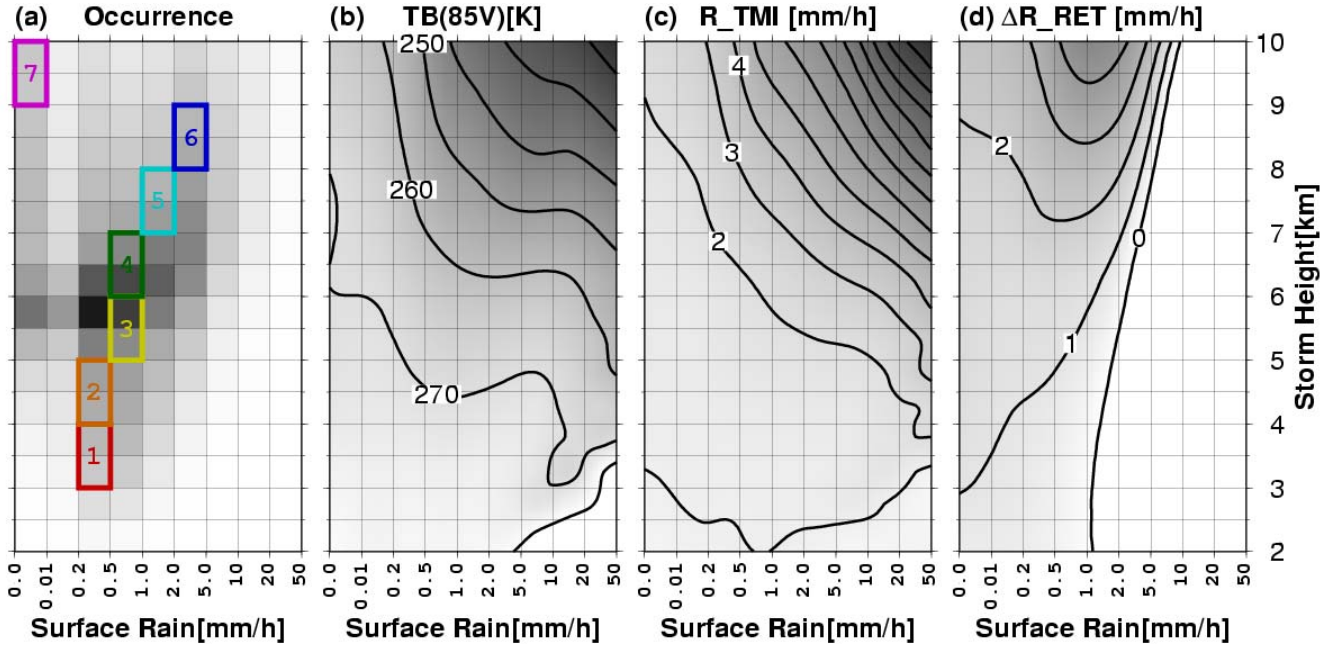 (a) Occurrence
(b) TB(85V)[K]
(c) R_TMI [mm/h]
(d) ΔR_RET [mm/h]
7
6
5
4
3
2
1
250
260
270
4
3
2
2
1
0
10
9
8
7
6
5
4
3
2
Storm Height[km]
0.0 0.01 0.2 0.5 1.0 2.0 5.0 10 20 50
0.0 0.01 0.2 0.5 1.0 2.0 5.0 10 20 50
0.0 0.01 0.2 0.5 1.0 2.0 5.0 10 20 50
0.0 0.01 0.2 0.5 1.0 2.0 5.0 10 20 50
Surface Rain[mm/h]
Surface Rain[mm/h]
Surface Rain[mm/h]
Surface Rain[mm/h]